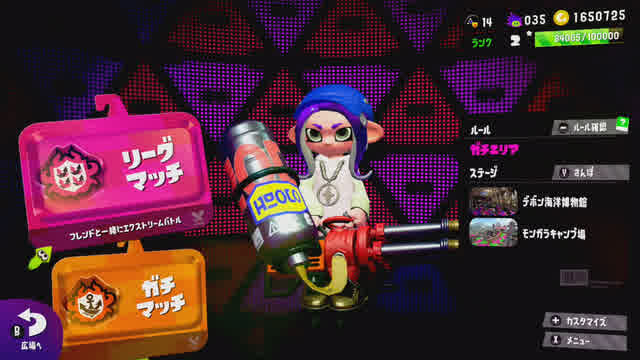 14
035
1650725
ランク
2
84065/100000
リーグ
マッチ
フレンドと一緒にエクストリームバトル
ガチ
マッチ
B
広場へ
ルール
ルール確認
ガチエリア
ステージ
Y
さんぽ
デボン海洋博物館
モンガラキャンプ場
+
カスタマイズ
X
メニュー